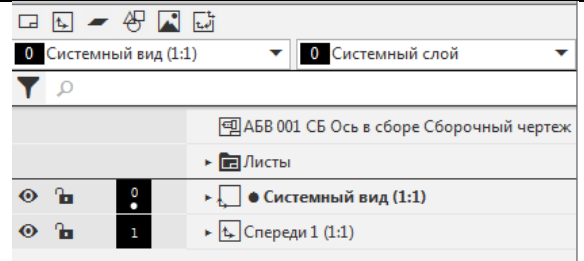 0 Системный вид (1:1) 0 Системный слой
АБВ 001 СБ Ось в сборе Сборочный чертеж
Листы
0 Системный вид (1:1)
1 Спереди 1 (1:1)